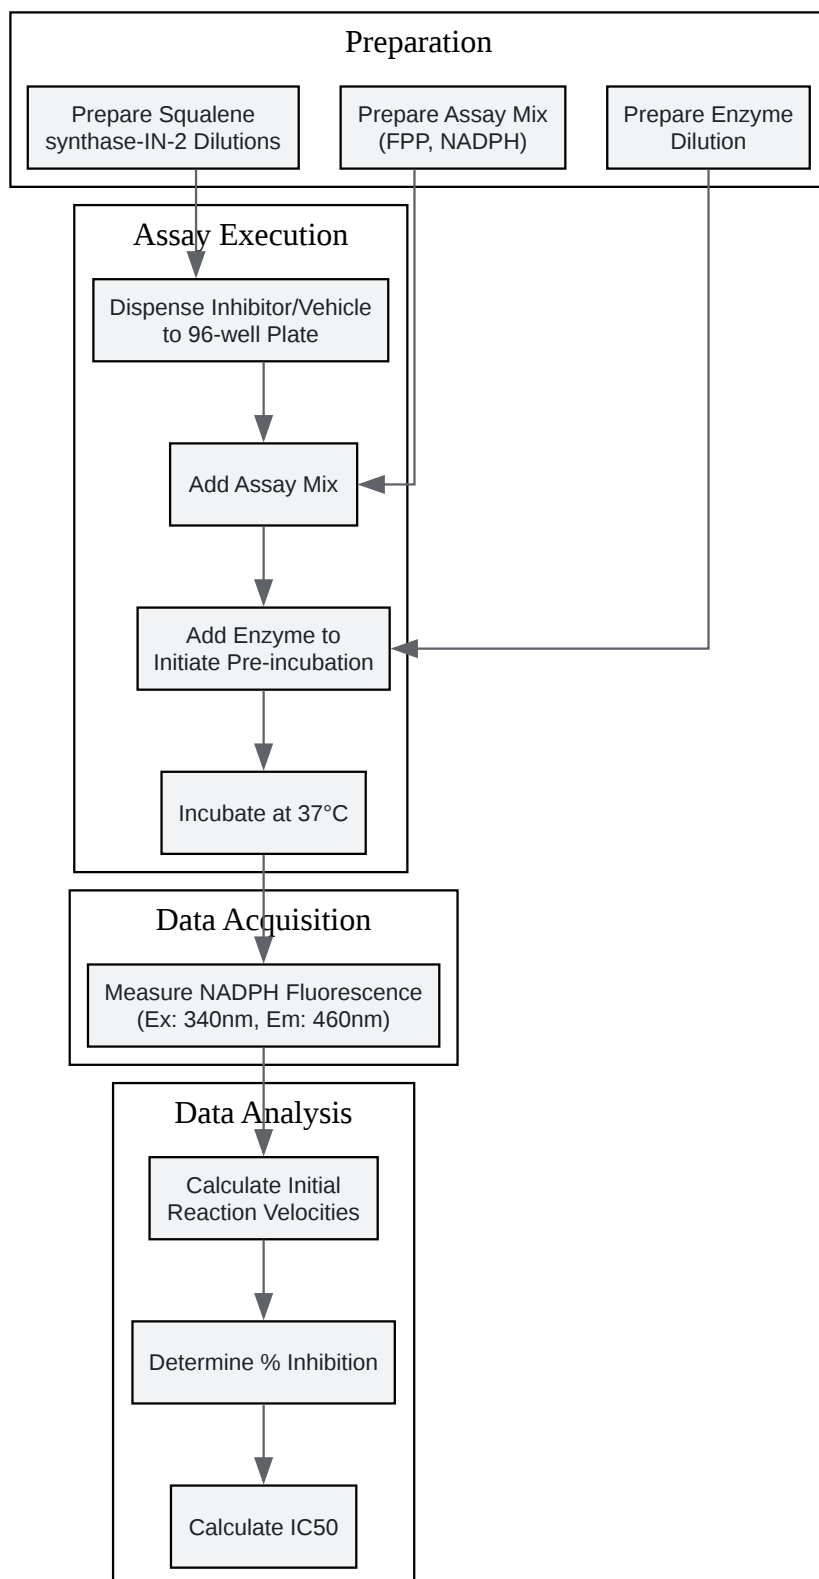 Preparation
Prepare Squalene
synthase-IN-2 Dilutions
Prepare Assay Mix
(FPP, NADPH)
Prepare Enzyme
Dilution
Assay Execution
Dispense Inhibitor/Vehicle
to 96-well Plate
Add Assay Mix
Add Enzyme to
Initiate Pre-incubation
Incubate at 37°C
Data Acquisition
Measure NADPH Fluorescence
(Ex: 340nm, Em: 460nm)
Data Analysis
Calculate Initial
Reaction Velocities
Determine % Inhibition
Calculate IC50